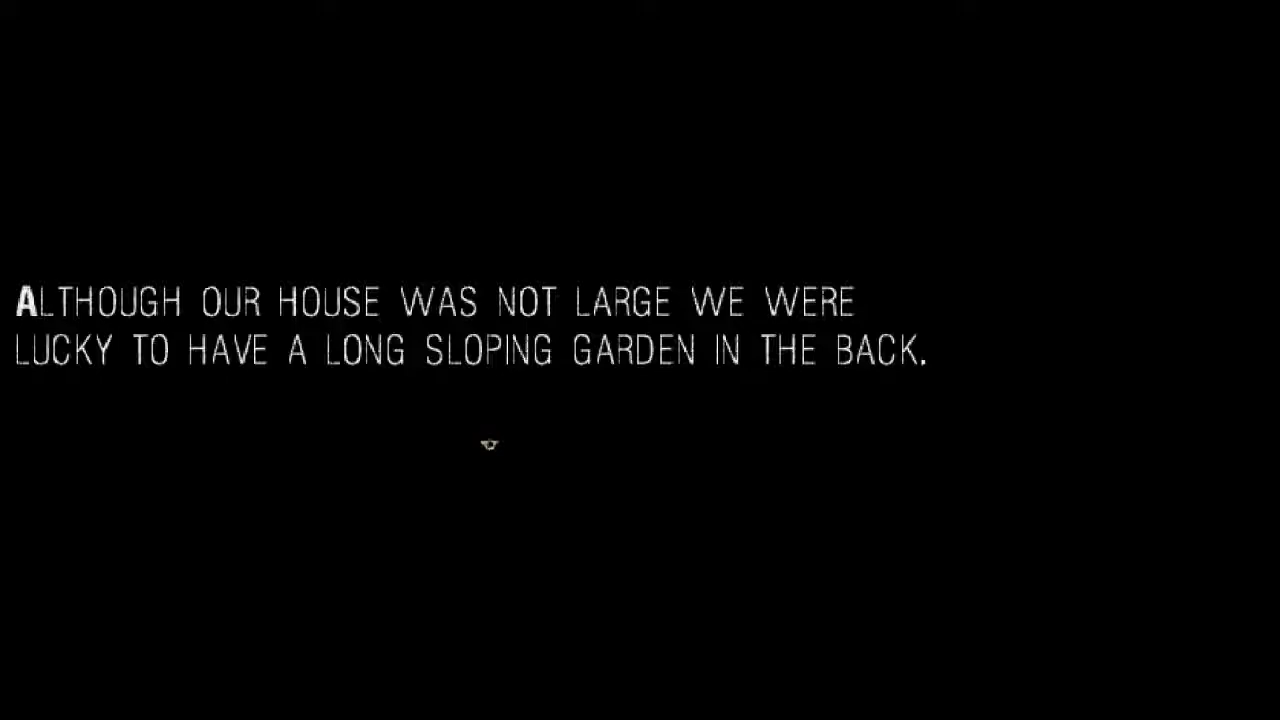 ALTHOUGH OUR HOUSE WAS NOT LARGE WE WERE
LUCKY TO HAVE A LONG SLOPING GARDEN IN THE BACK.